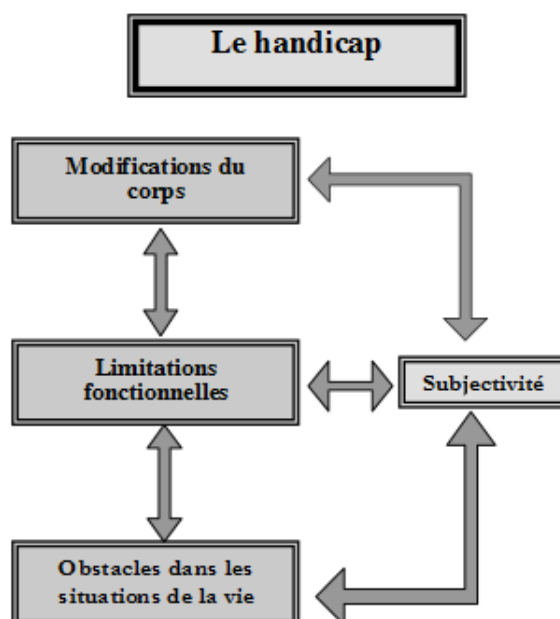 Le handicap
Modifications du
corps
Limitations
fonctionnelles
Subjectivité
Obstacles dans les
situations de la vie